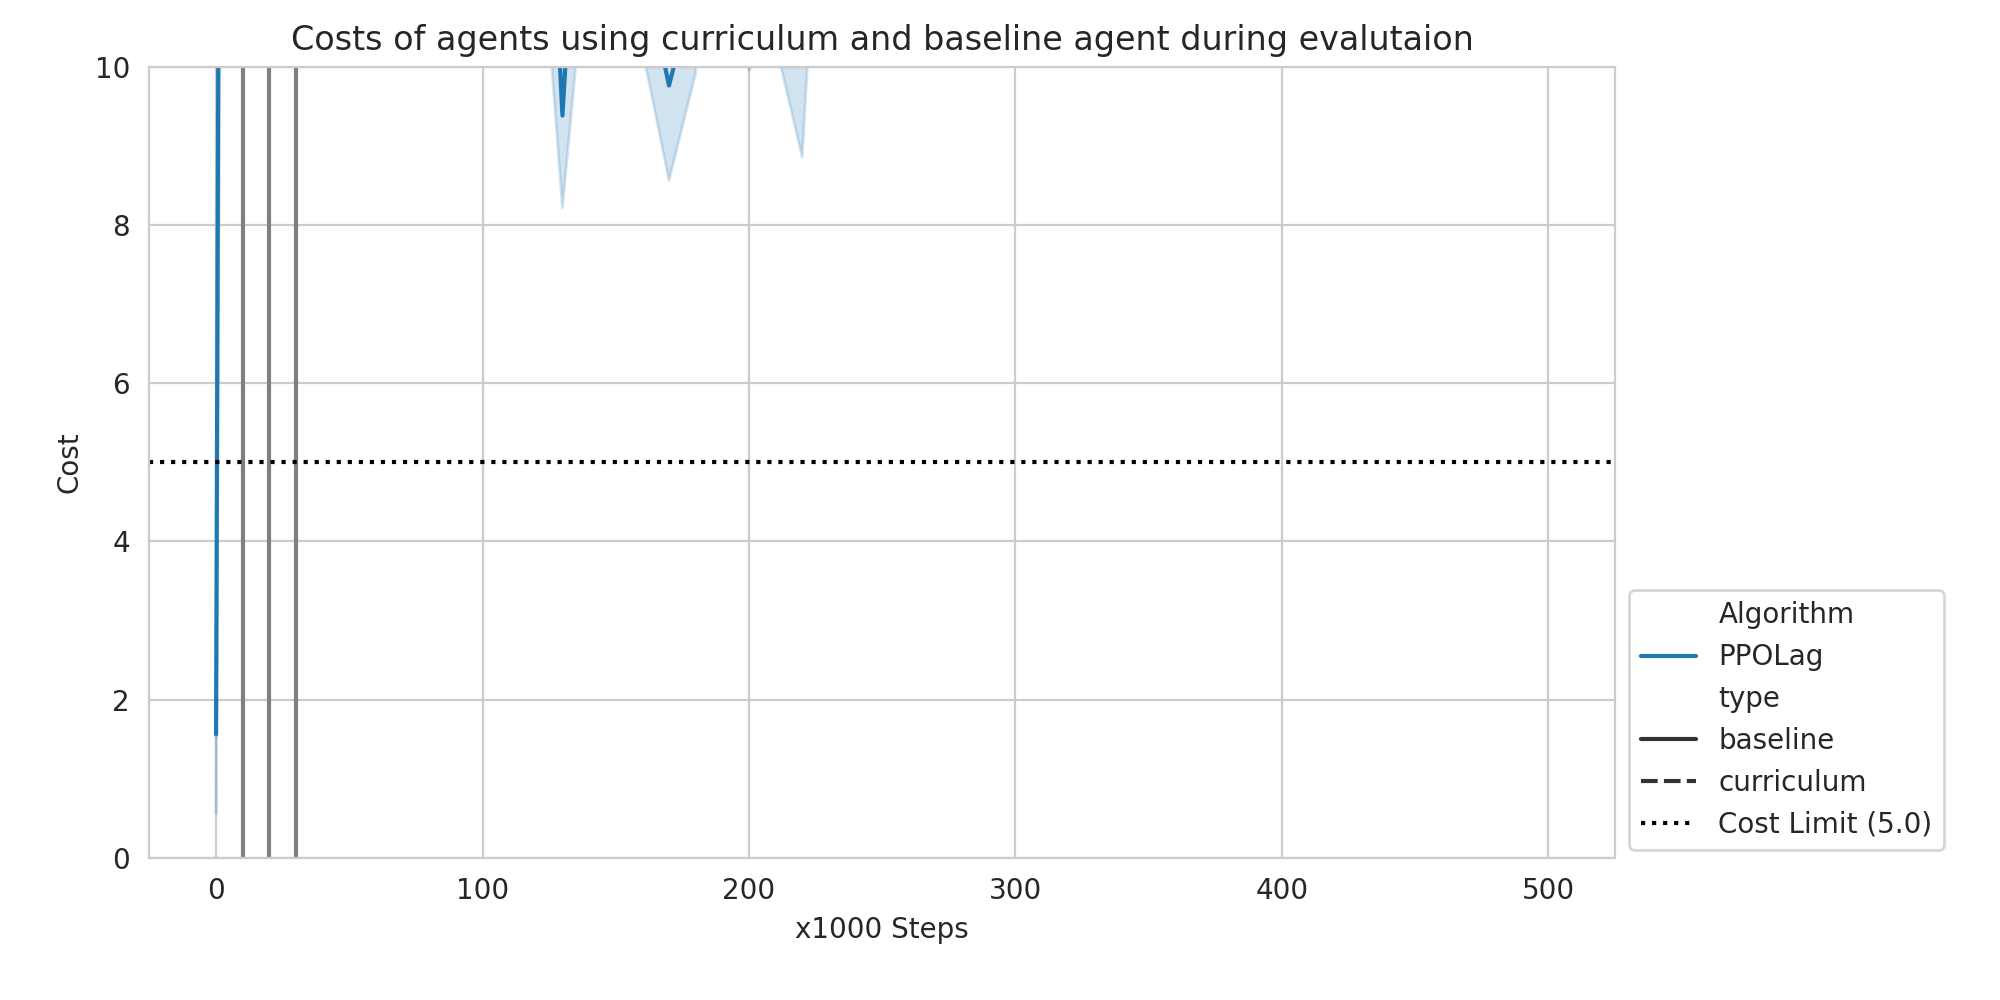 Costs of agents using curriculum and baseline agent during evalutaion
10
8
6
4
2
0
Cost
0 100 200 300 400 500
x1000 Steps
Algorithm
PPOLag
type
baseline
curriculum
Cost Limit (5.0)